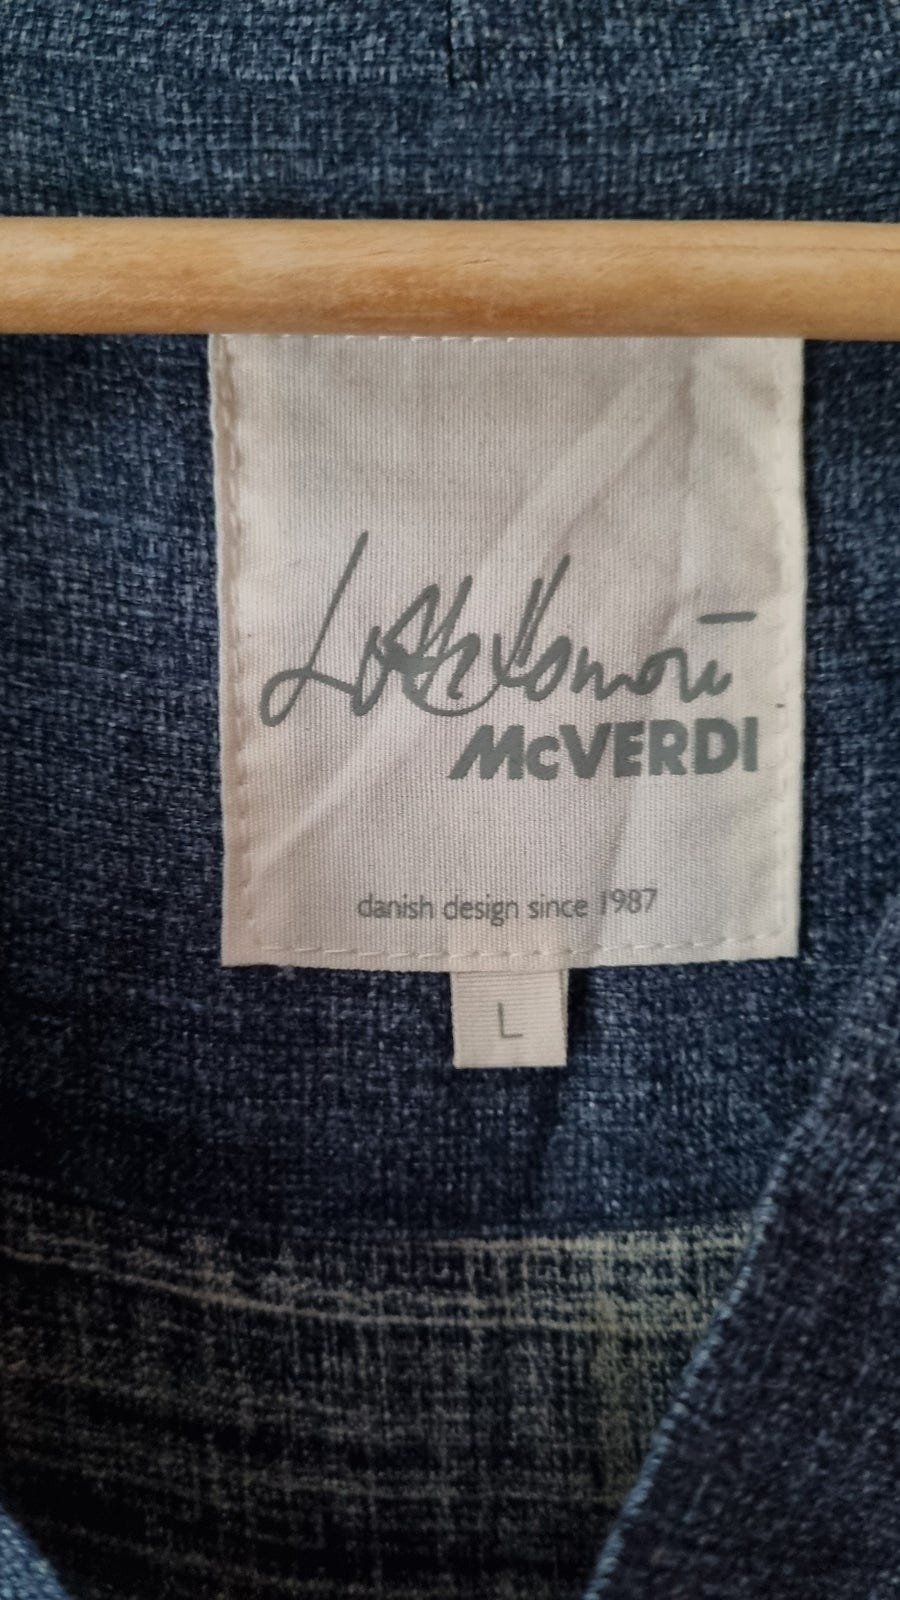 McVERDI
danish design since 1987
L